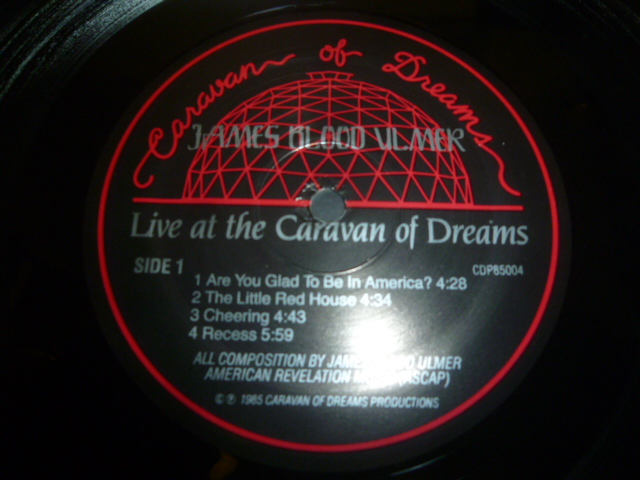 Caravan of Dreams
JAMES BLOOD ULMER
Live at the Caravan of Dreams
SIDE 1
CDP85004
1 Are You Glad To Be In America? 4:28
2 The Little Red House 4:34
3 Cheering 4:43
4 Recess 5:59
ALL COMPOSITION BY JAMES BLOOD ULMER
AMERICAN REVELATION (ASCAP)
© ℗ 1985 CARAVAN OF DREAMS PRODUCTIONS